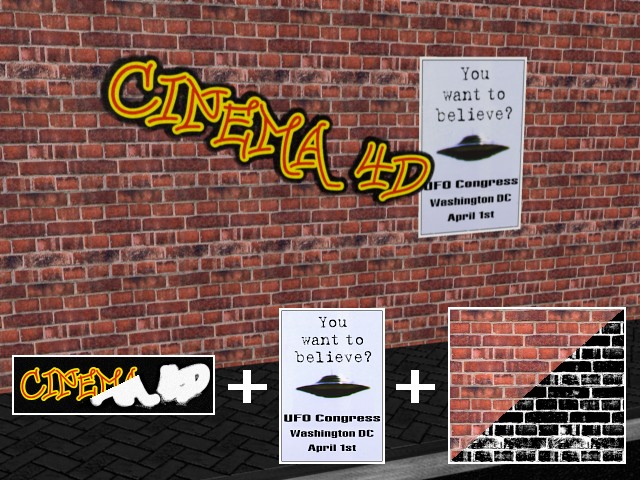 CINEMA 4D
You
want to
believe?
UFO Congress
Washington DC
April 1st
CINEMA 4D
You
want to
believe?
UFO Congress
Washington DC
April 1st